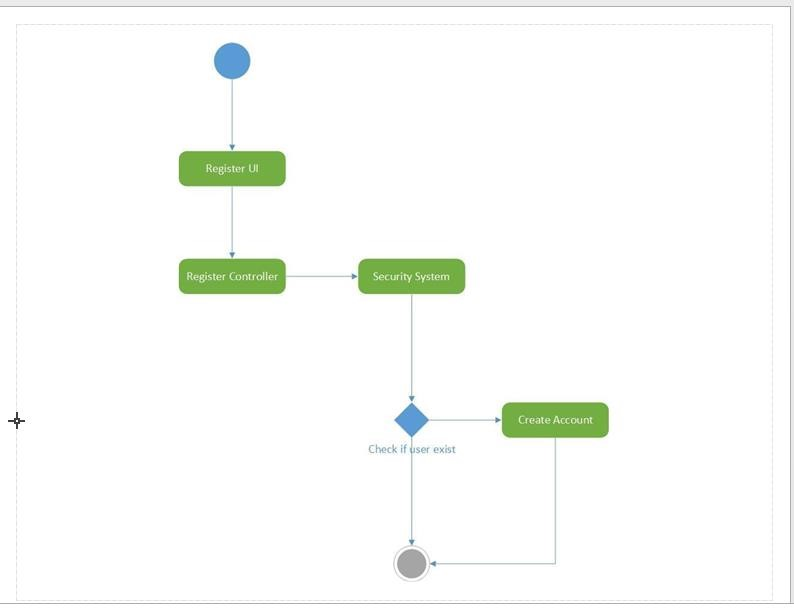 Register UI
Register Controller
Security System
Create Account
Check if user exist